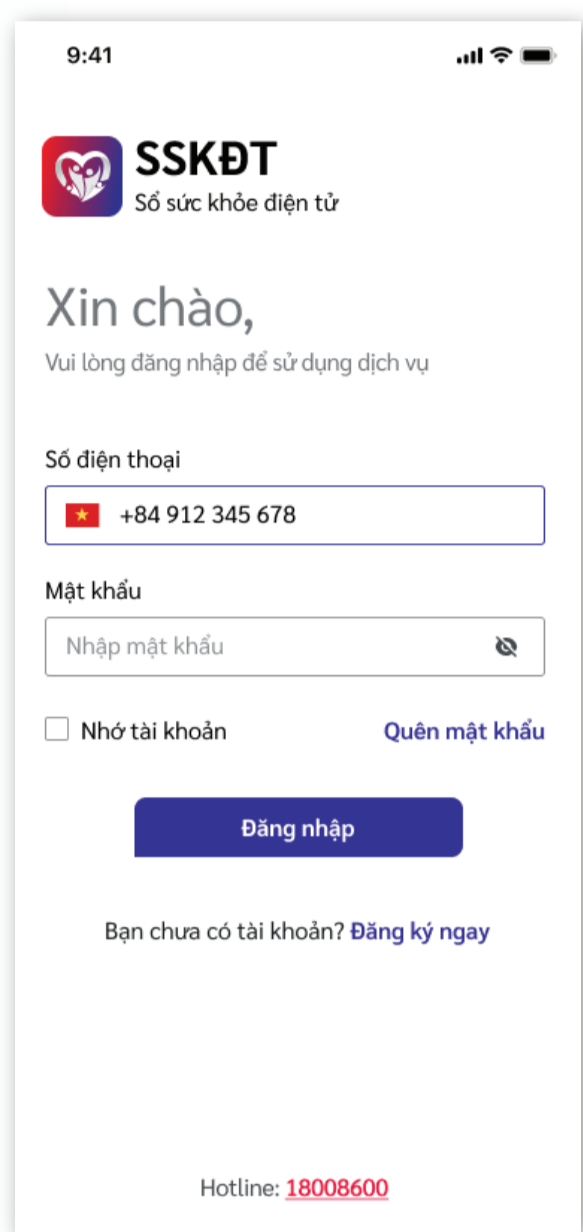 9:41
SSKĐT
Sổ sức khỏe điện tử
Xin chào,
Vui lòng đăng nhập để sử dụng dịch vụ
Số điện thoại
+84 912 345 678
Mật khẩu
Nhập mật khẩu
Nhớ tài khoản Quên mật khẩu
Đăng nhập
Bạn chưa có tài khoản? Đăng ký ngay
Hotline: 18008600